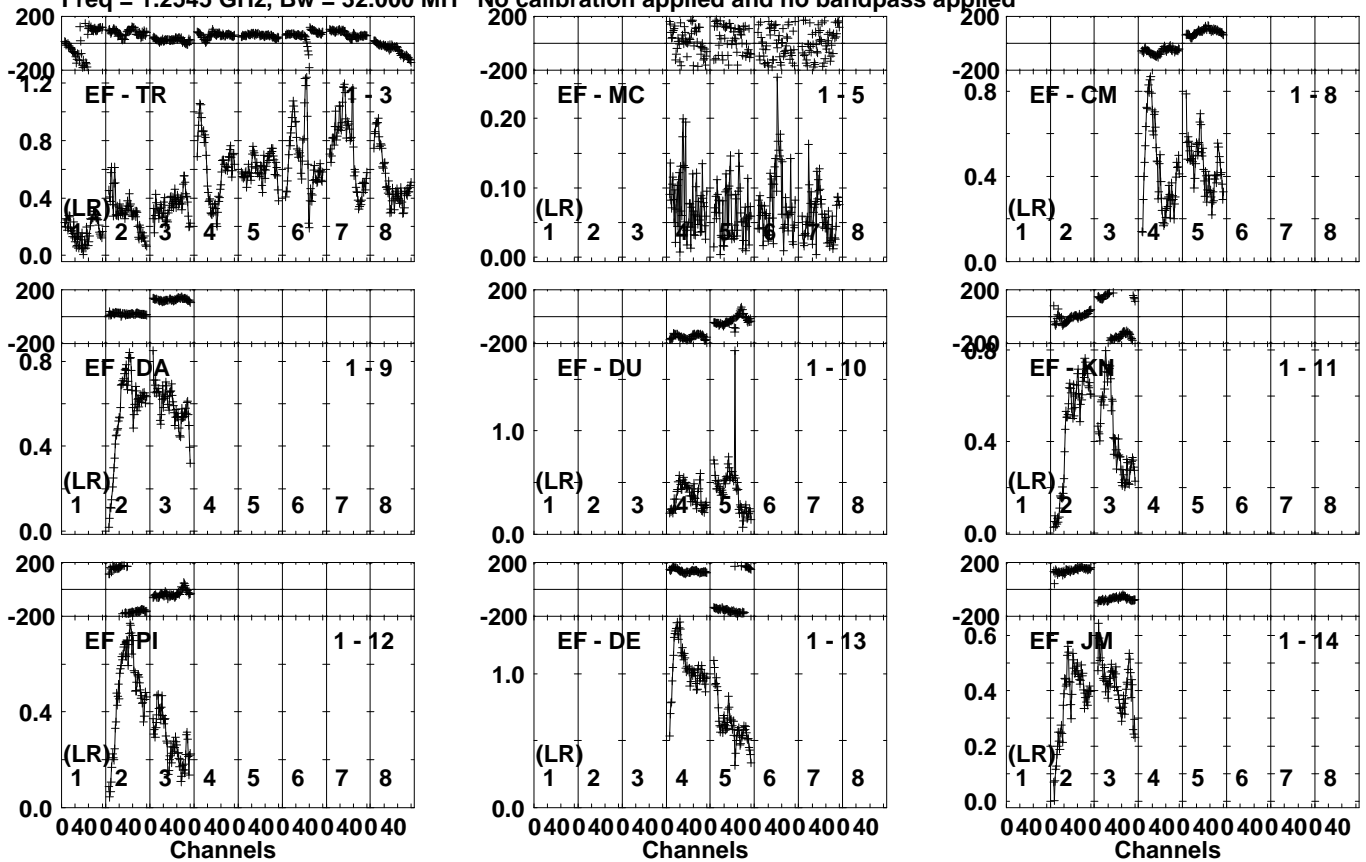 Freq = 1.2545 GHz, Bw = 32.000 MH No calibration applied and no bandpass applied
200
-200
1.2
0.8
0.4
0.0
EF - TR 1 - 3
(LR)
2 3 4 5 6 7 8
200
-200
0.20
0.10
0.00
EF - MC 1 - 5
(LR)
1 2 3 4 5 6 7 8
200
-200
0.8
0.4
0.0
EF - CM 1 - 8
(LR)
1 2 3 4 5 6 7 8
200
-200
0.8
0.4
0.0
EF - DA 1 - 9
(LR)
1 2 3 4 5 6 7 8
200
-200
1.0
0.0
EF - DU 1 - 10
(LR)
1 2 3 4 5 6 7 8
200
-200
0.8
0.4
0.0
EF - KN 1 - 11
(LR)
1 2 3 4 5 6 7 8
200
-200
0.4
0.0
EF - PI 1 - 12
(LR)
1 2 3 4 5 6 7 8
0 40 0 40 0 40 0 40 0 40 0 40 0 40 0 40
Channels
200
-200
1.0
0.0
EF - DE 1 - 13
(LR)
1 2 3 4 5 6 7 8
0 40 0 40 0 40 0 40 0 40 0 40 0 40 0 40
Channels
200
-200
0.6
0.4
0.2
0.0
EF - JM 1 - 14
(LR)
1 2 3 4 5 6 7 8
0 40 0 40 0 40 0 40 0 40 0 40 0 40 0 40
Channels